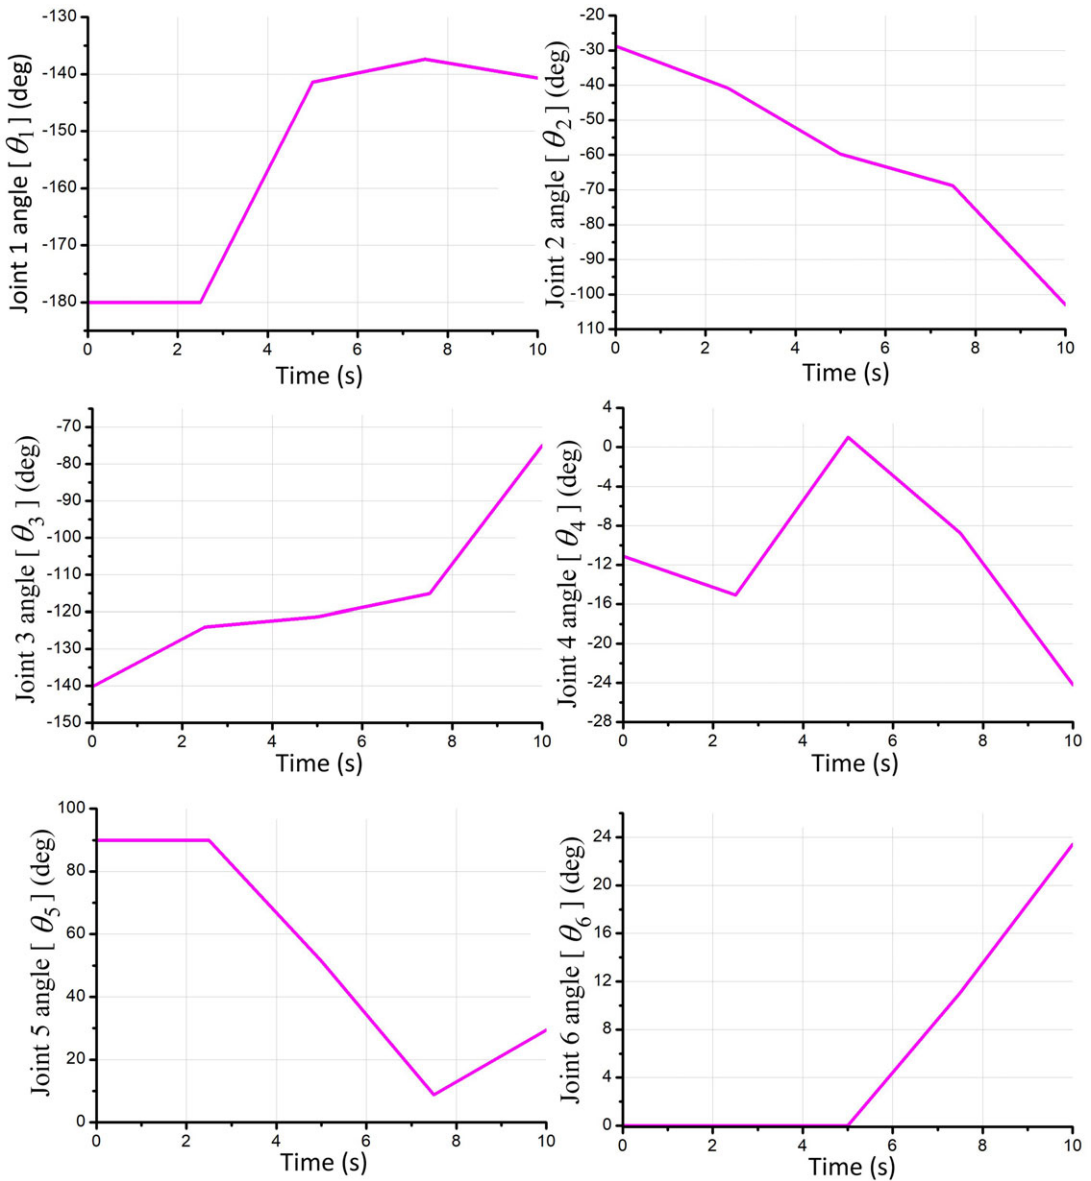 -130
-140
-150
-160
-170
-180
0 2 4 6 8 10
Joint 1 angle [ θ1 ] (deg)
Time (s)
-20
-30
-40
-50
-60
-70
-80
-90
-100
110
0 2 4 6 8 10
Joint 2 angle [ θ2 ] (deg)
Time (s)
-70
-80
-90
-100
-110
-120
-130
-140
-150
0 2 4 6 8 10
Joint 3 angle [ θ3 ] (deg)
Time (s)
4
0
-4
-8
-12
-16
-20
-24
-28
0 2 4 6 8 10
Joint 4 angle [ θ4 ] (deg)
Time (s)
100
80
60
40
20
0
0 2 4 6 8 10
Joint 5 angle [ θ5 ] (deg)
Time (s)
24
20
16
12
8
4
0
0 2 4 6 8 10
Joint 6 angle [ θ6 ] (deg)
Time (s)